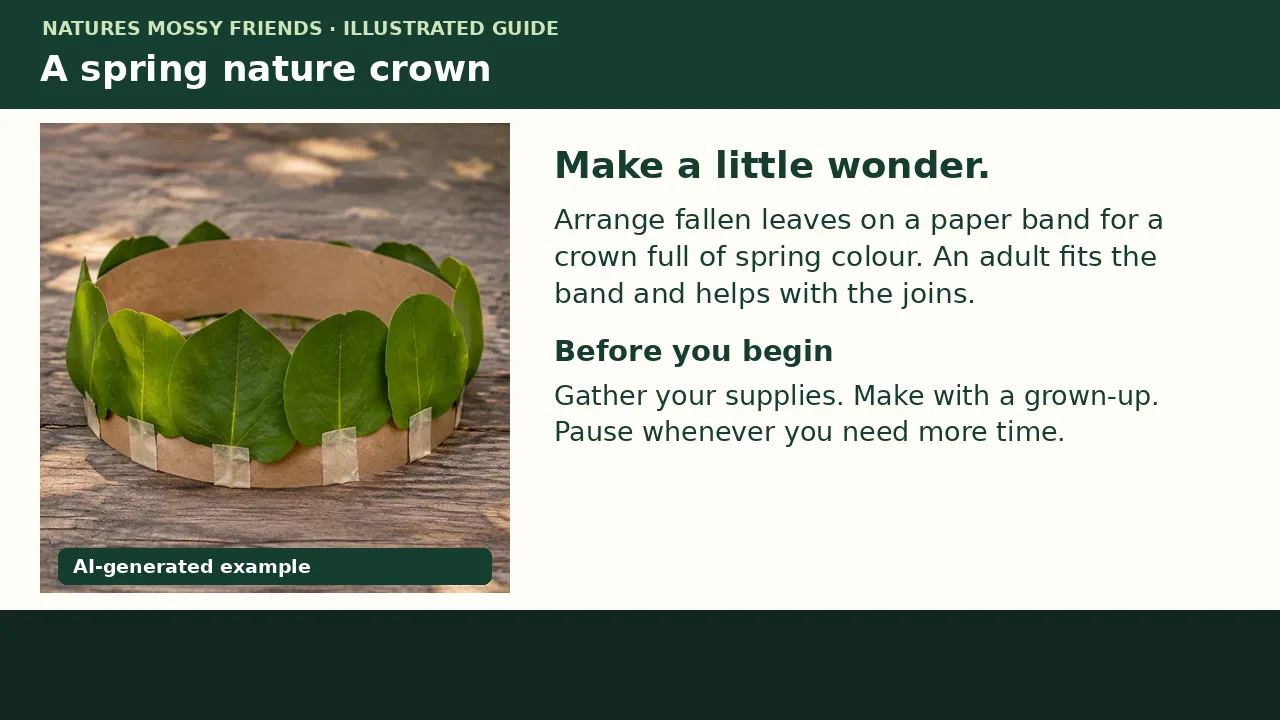 NATURES MOSSY FRIENDS · ILLUSTRATED GUIDE
A spring nature crown
Make a little wonder.
Arrange fallen leaves on a paper band for a
crown full of spring colour. An adult fits the
band and helps with the joins.
Before you begin
Gather your supplies. Make with a grown-up.
Pause whenever you need more time.
AI-generated example